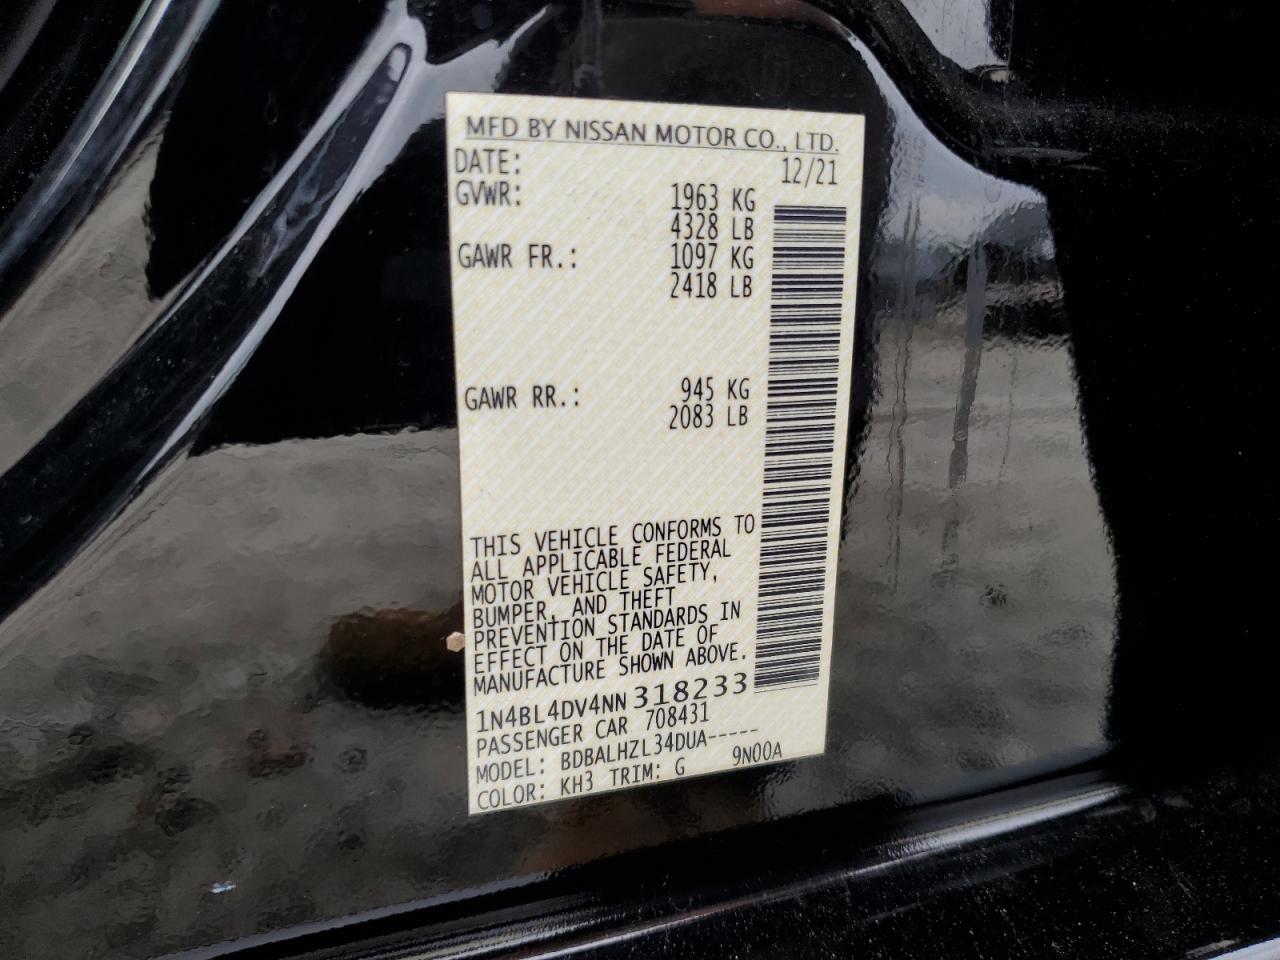 MFD BY NISSAN MOTOR CO., LTD.
DATE: 12/21
GVWR: 1963 KG
4328 LB
GAWR FR.: 1097 KG
2418 LB
GAWR RR.: 945 KG
2083 LB
THIS VEHICLE CONFORMS TO
ALL APPLICABLE FEDERAL
MOTOR VEHICLE SAFETY,
BUMPER, AND THEFT
PREVENTION STANDARDS IN
EFFECT ON THE DATE OF
MANUFACTURE SHOWN ABOVE.
1N4BL4DV4NN318233
PASSENGER CAR 708431
MODEL: BDBALHZL34DUA-----
COLOR: KH3 TRIM: G 9N00A